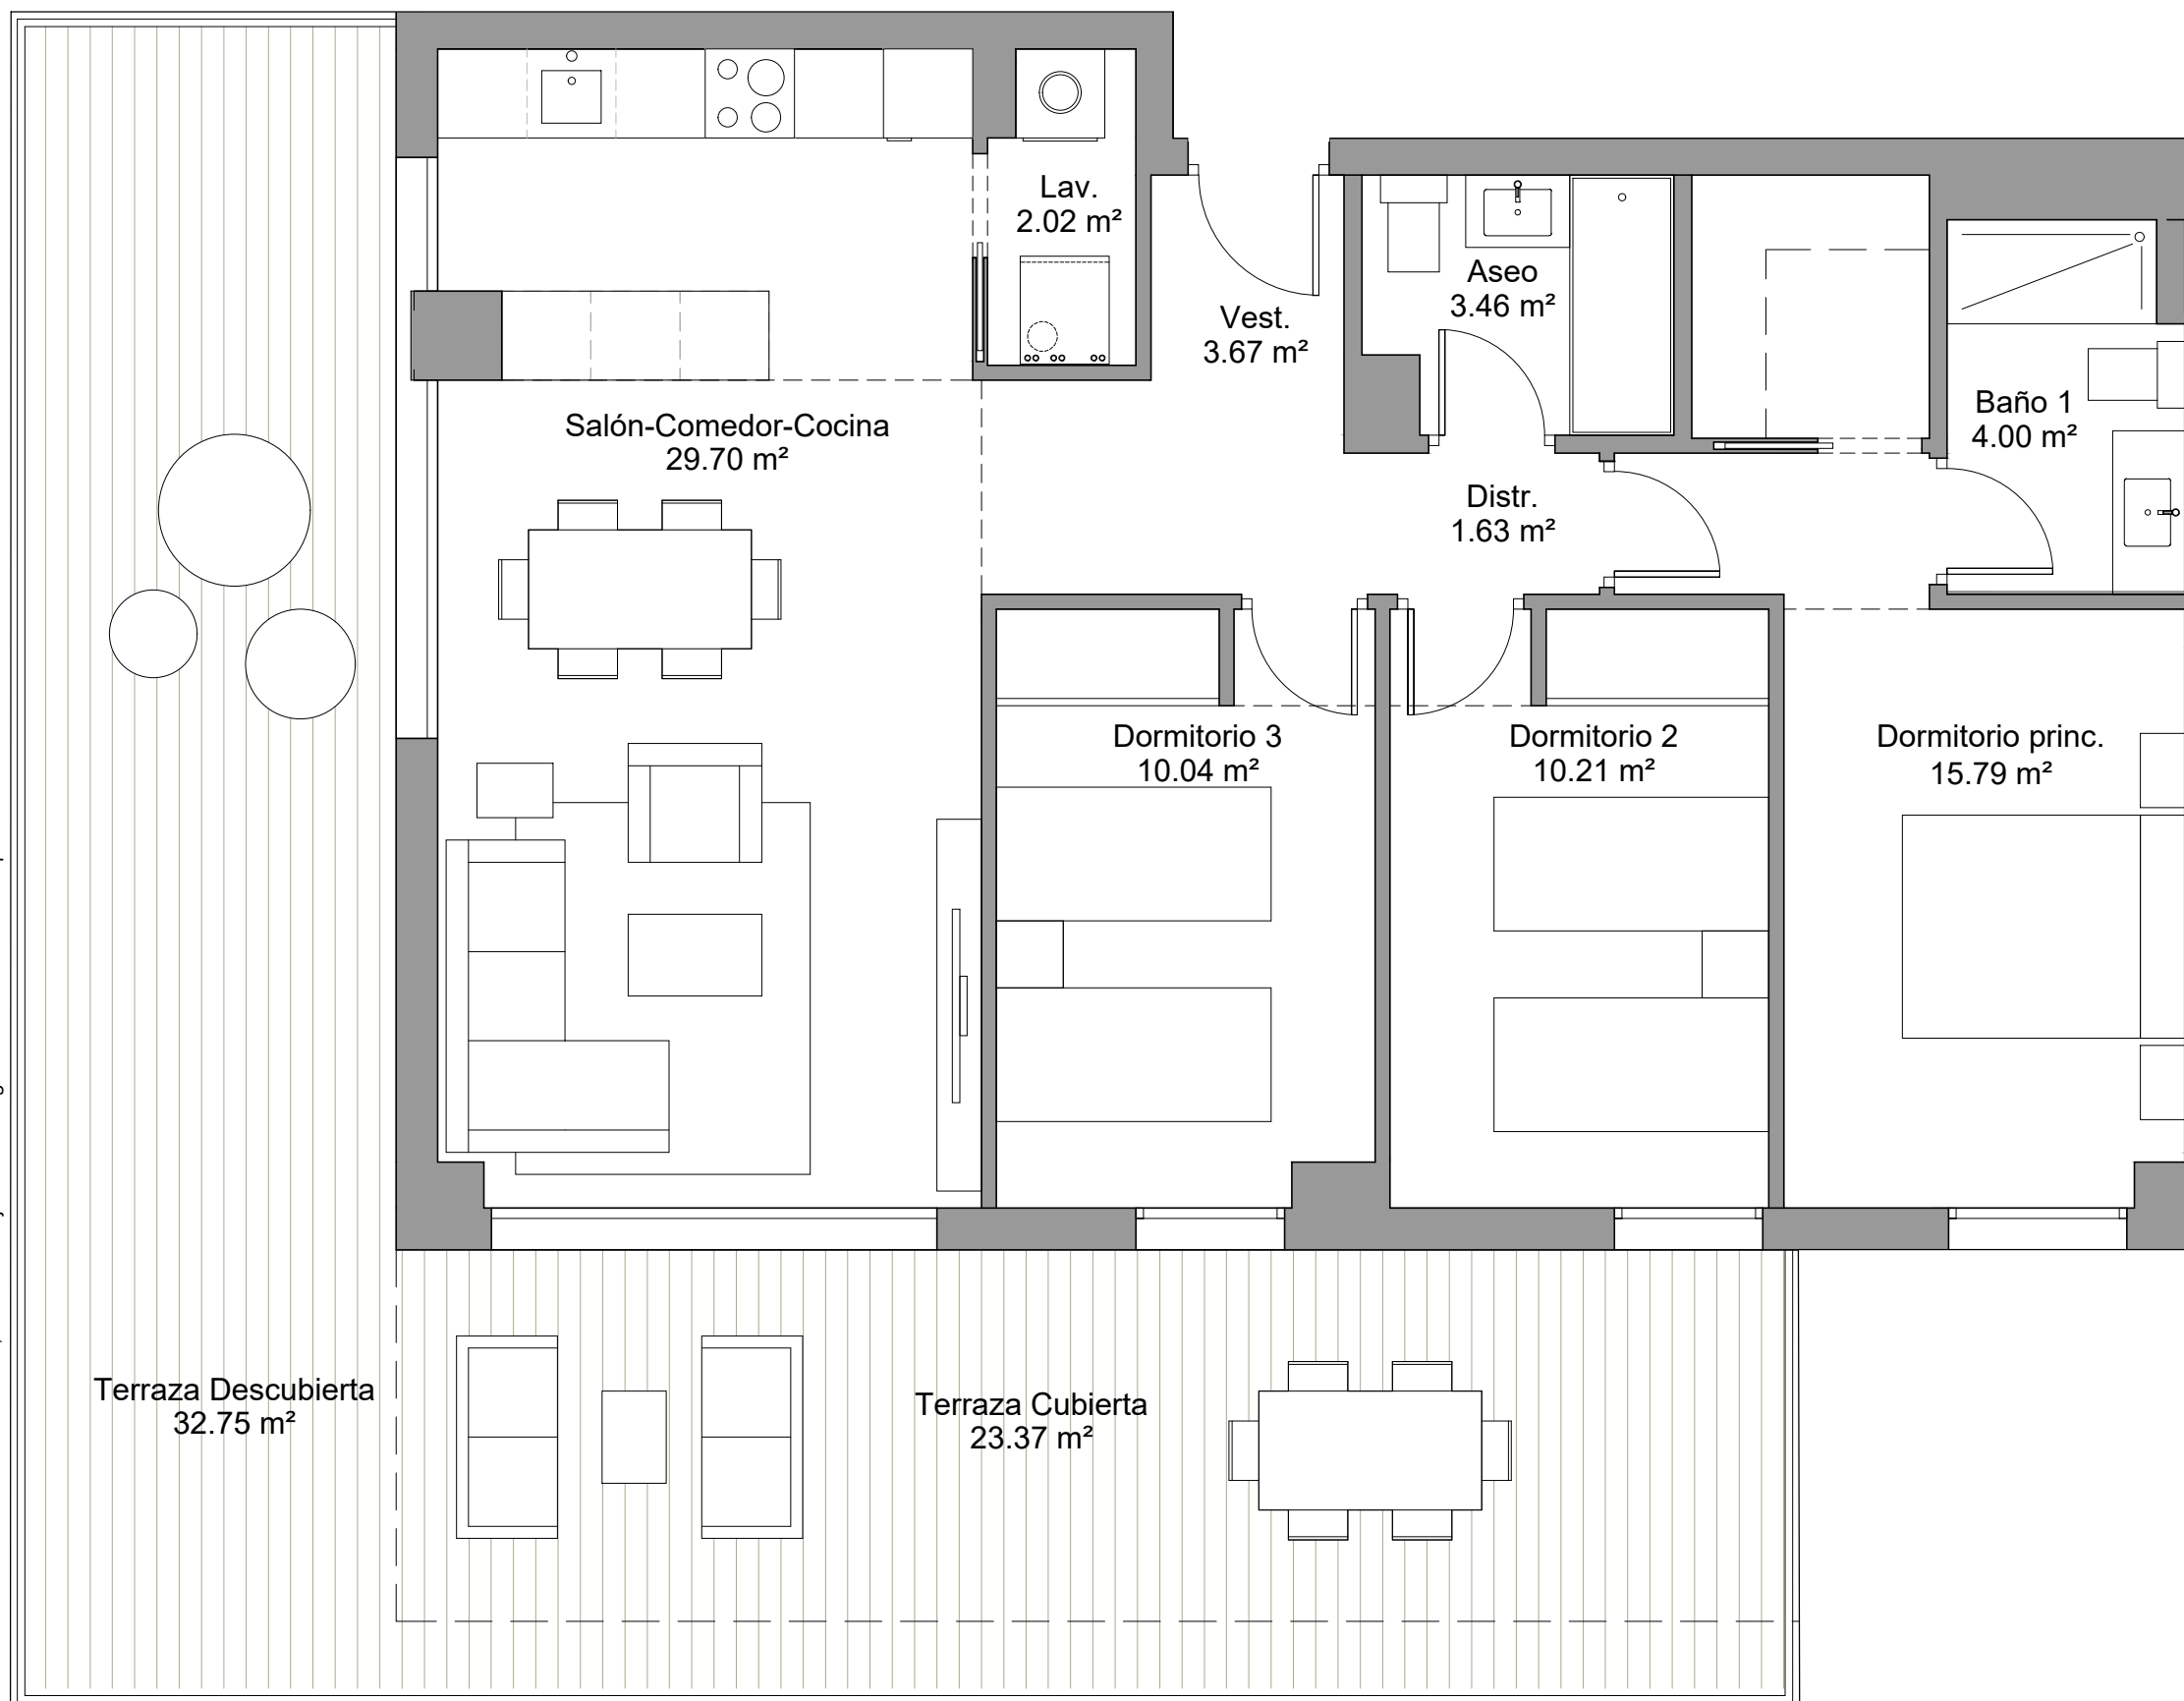 Lav.
2.02 m²
Aseo
3.46 m²
Vest.
3.67 m²
Baño 1
4.00 m²
Salón-Comedor-Cocina
29.70 m²
Distr.
1.63 m²
Dormitorio 3
10.04 m²
Dormitorio 2
10.21 m²
Dormitorio princ.
15.79 m²
Terraza Descubierta
32.75 m²
Terraza Cubierta
23.37 m²